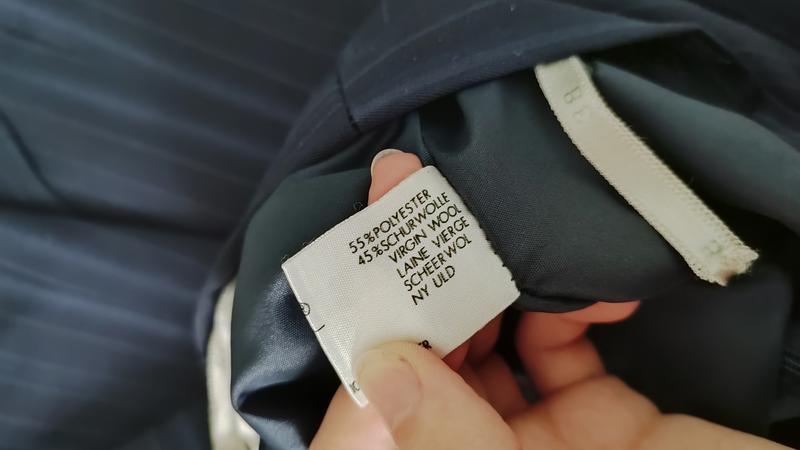 55%POLYESTER
45%SCHURWOLLE
VIRGIN WOOL
LAINE VIERGE
SCHEERWOL
NY ULD